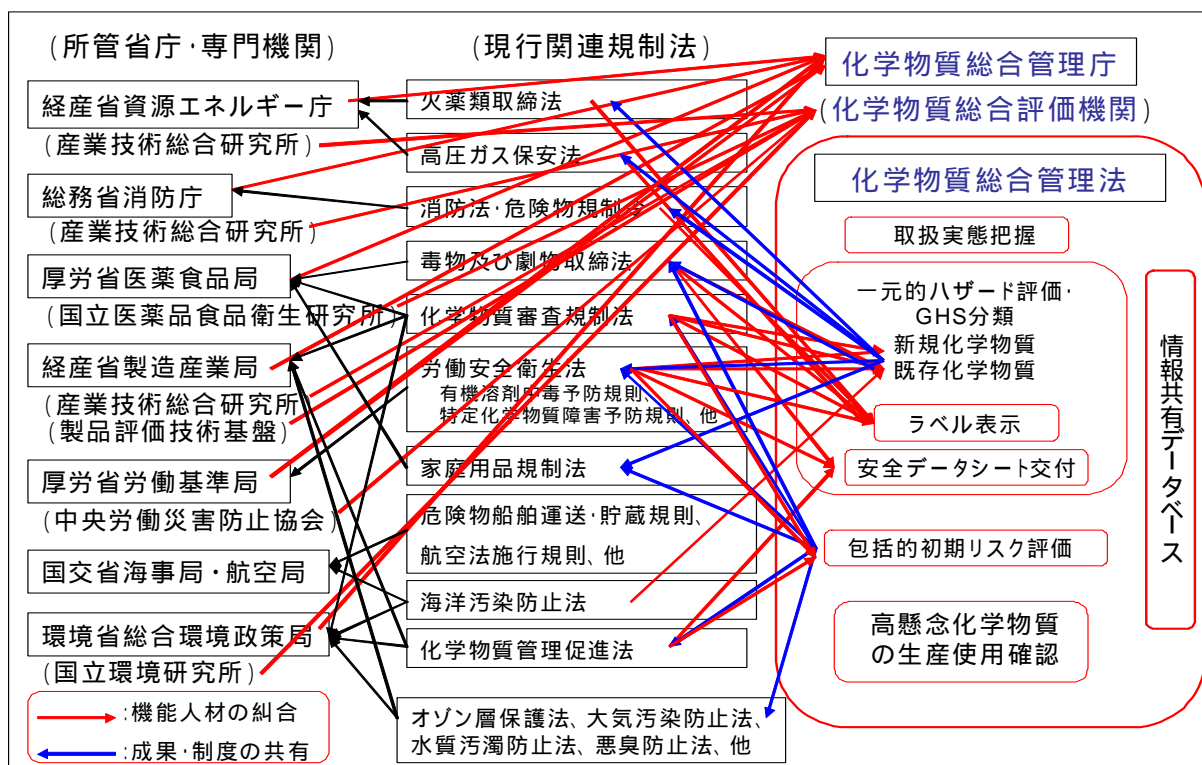 (所管省庁・専門機関)
経産省資源エネルギー庁
(産業技術総合研究所)
総務省消防庁
(産業技術総合研究所)
厚労省医薬食品局
(国立医薬品食品衛生研究所)
経産省製造産業局
(産業技術総合研究所
(製品評価技術基盤)
厚労省労働基準局
(中央労働災害防止協会)
国交省海事局・航空局
環境省総合環境政策局
(国立環境研究所)
:機能人材の糾合
:成果・制度の共有
(現行関連規制法)
火薬類取締法
高圧ガス保安法
消防法・危険物規制令
毒物及び劇物取締法
化学物質審査規制法
労働安全衛生法
有機溶剤中毒予防規則、
特定化学物質障害予防規則、他
家庭用品規制法
危険物船舶運送・貯蔵規則、
航空法施行規則、他
海洋汚染防止法
化学物質管理促進法
オゾン層保護法、大気汚染防止法、
水質汚濁防止法、悪臭防止法、他
化学物質総合管理庁
(化学物質総合評価機関)
化学物質総合管理法
取扱実態把握
一元的ハザード評価・
GHS分類
新規化学物質
既存化学物質
ラベル表示
安全データシート交付
包括的初期リスク評価
高懸念化学物質
の生産使用確認
情報共有データベース